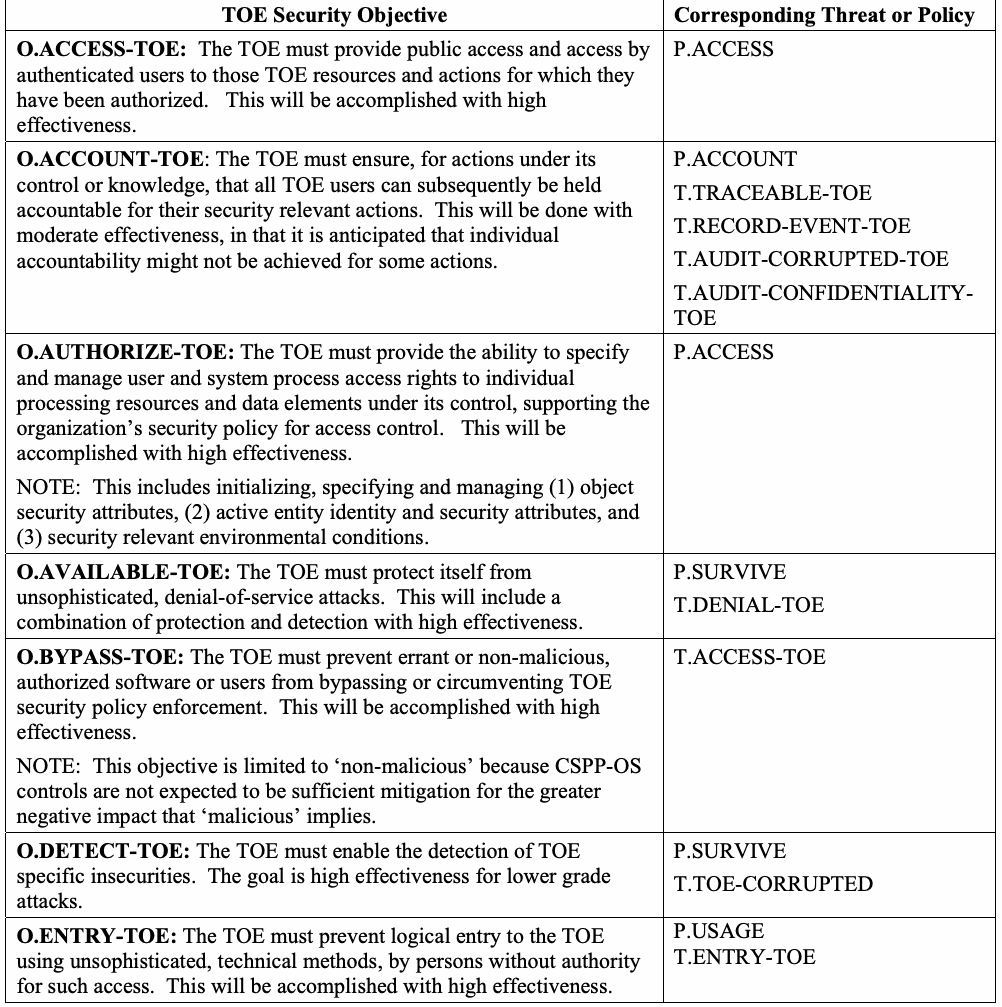 TOE Security Objective
Corresponding Threat or Policy
O.ACCESS-TOE:  The TOE must provide public access and access by
authenticated users to those TOE resources and actions for which they
have been authorized.   This will be accomplished with high
effectiveness.
P.ACCESS
O.ACCOUNT-TOE: The TOE must ensure, for actions under its
control or knowledge, that all TOE users can subsequently be held
accountable for their security relevant actions.  This will be done with
moderate effectiveness, in that it is anticipated that individual
accountability might not be achieved for some actions.
P.ACCOUNT
T.TRACEABLE-TOE
T.RECORD-EVENT-TOE
T.AUDIT-CORRUPTED-TOE
T.AUDIT-CONFIDENTIALITY-
TOE
O.AUTHORIZE-TOE: The TOE must provide the ability to specify
and manage user and system process access rights to individual
processing resources and data elements under its control, supporting the
organization’s security policy for access control.   This will be
accomplished with high effectiveness.
NOTE:  This includes initializing, specifying and managing (1) object
security attributes, (2) active entity identity and security attributes, and
(3) security relevant environmental conditions.
P.ACCESS
O.AVAILABLE-TOE: The TOE must protect itself from
unsophisticated, denial-of-service attacks.  This will include a
combination of protection and detection with high effectiveness.
P.SURVIVE
T.DENIAL-TOE
O.BYPASS-TOE: The TOE must prevent errant or non-malicious,
authorized software or users from bypassing or circumventing TOE
security policy enforcement.  This will be accomplished with high
effectiveness.
NOTE:  This objective is limited to ‘non-malicious’ because CSPP-OS
controls are not expected to be sufficient mitigation for the greater
negative impact that ‘malicious’ implies.
T.ACCESS-TOE
O.DETECT-TOE: The TOE must enable the detection of TOE
specific insecurities.  The goal is high effectiveness for lower grade
attacks.
P.SURVIVE
T.TOE-CORRUPTED
O.ENTRY-TOE: The TOE must prevent logical entry to the TOE
using unsophisticated, technical methods, by persons without authority
for such access.  This will be accomplished with high effectiveness.
P.USAGE
T.ENTRY-TOE